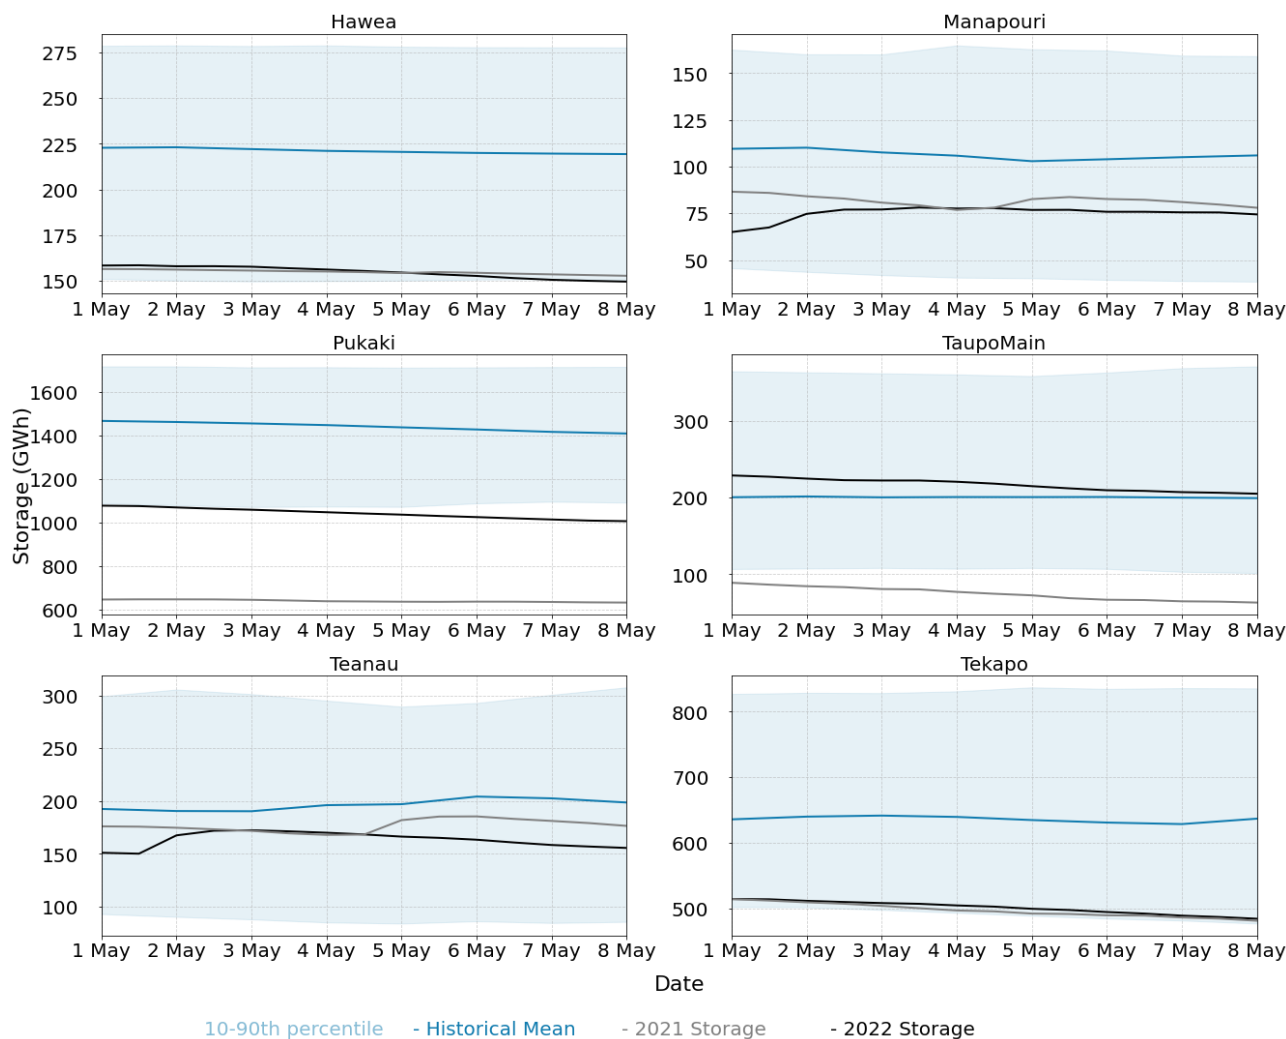 Hawea
275
250
225
200
175
150
1 May 2 May 3 May 4 May 5 May 6 May 7 May 8 May
Manapouri
150
125
100
75
50
1 May 2 May 3 May 4 May 5 May 6 May 7 May 8 May
Storage (GWh)
Pukaki
1600
1400
1200
1000
800
600
1 May 2 May 3 May 4 May 5 May 6 May 7 May 8 May
TaupoMain
300
200
100
1 May 2 May 3 May 4 May 5 May 6 May 7 May 8 May
Teanau
300
250
200
150
100
1 May 2 May 3 May 4 May 5 May 6 May 7 May 8 May
Tekapo
800
700
600
500
1 May 2 May 3 May 4 May 5 May 6 May 7 May 8 May
Date
10-90th percentile - Historical Mean - 2021 Storage - 2022 Storage